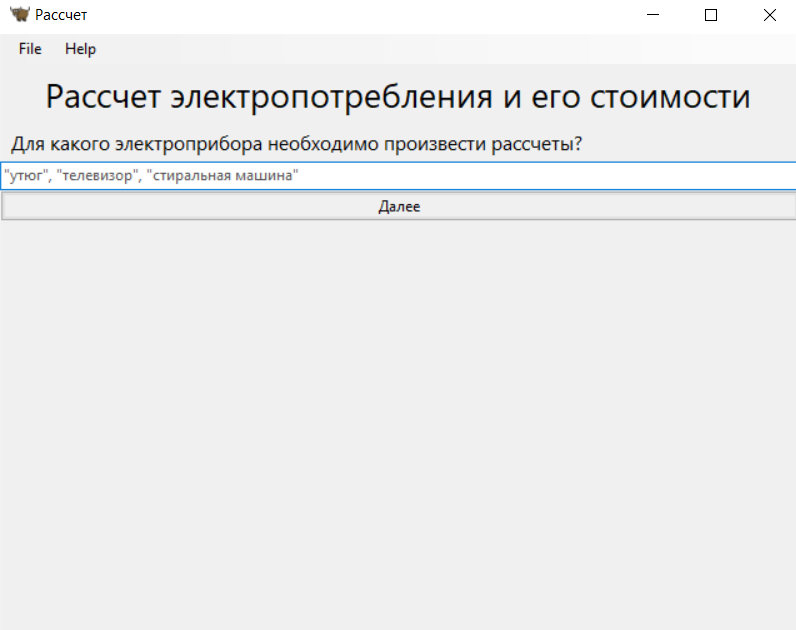 Рассчет
File Help
Рассчет электропотребления и его стоимости
Для какого электроприбора необходимо произвести рассчеты?
"утюг", "телевизор", "стиральная машина"
Далее